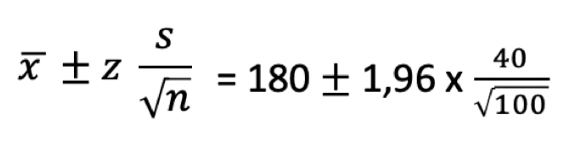 x̄ ± z s/√n = 180 ± 1,96 x 40/√100